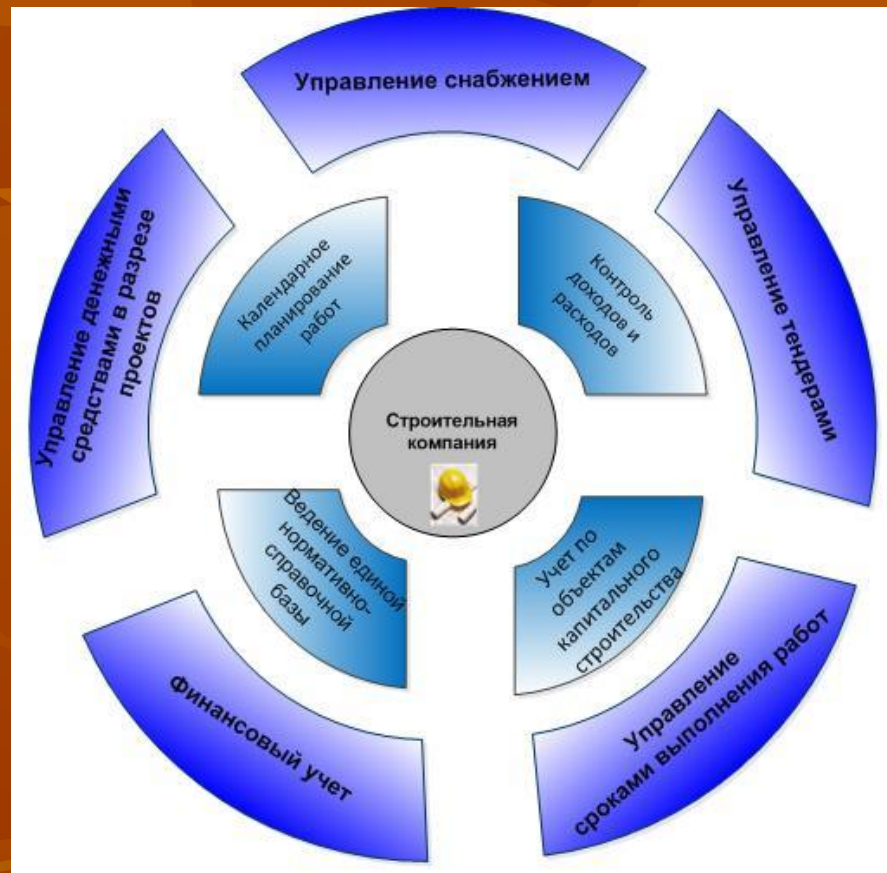 Управление снабжением
Управление денежными
средствами в разрезе
проектов
Управление тендерами
Календарное
планирование
работ
Контроль
доходов и
расходов
Строительная
компания
Ведение единой
нормативно-
справочной
базы
Учет по
объектам
капитального
строительства
Финансовый учет
Управление
сроками выполнения работ